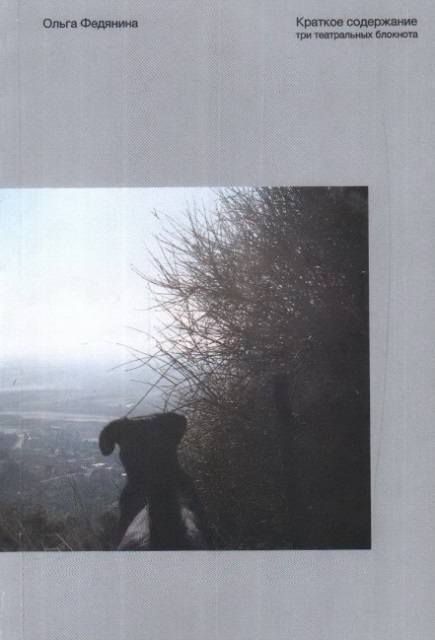 Ольга Федянина
Краткое содержание
три театральных блокнота